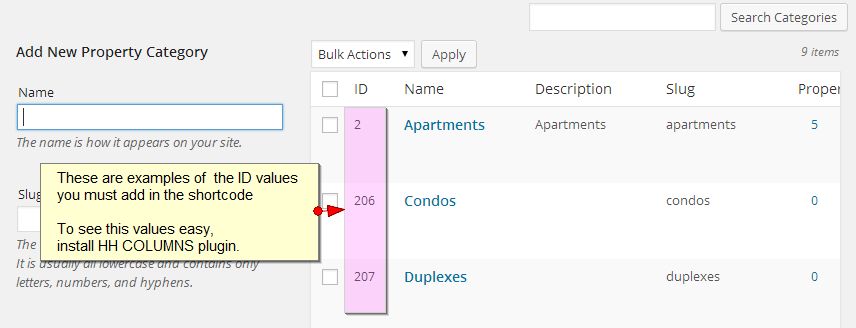 Search Categories
Add New Property Category
Bulk Actions
Apply
9 items
Name
The name is how it appears on your site.
Slug
The
It is usually all lowercase and contains only
letters, numbers, and hyphens.
These are examples of the ID values
you must add in the shortcode
To see this values easy,
install HH COLUMNS plugin.
ID Name Description Slug Proper
2 Apartments Apartments apartments 5
206 Condos condos 0
207 Duplexes duplexes 0